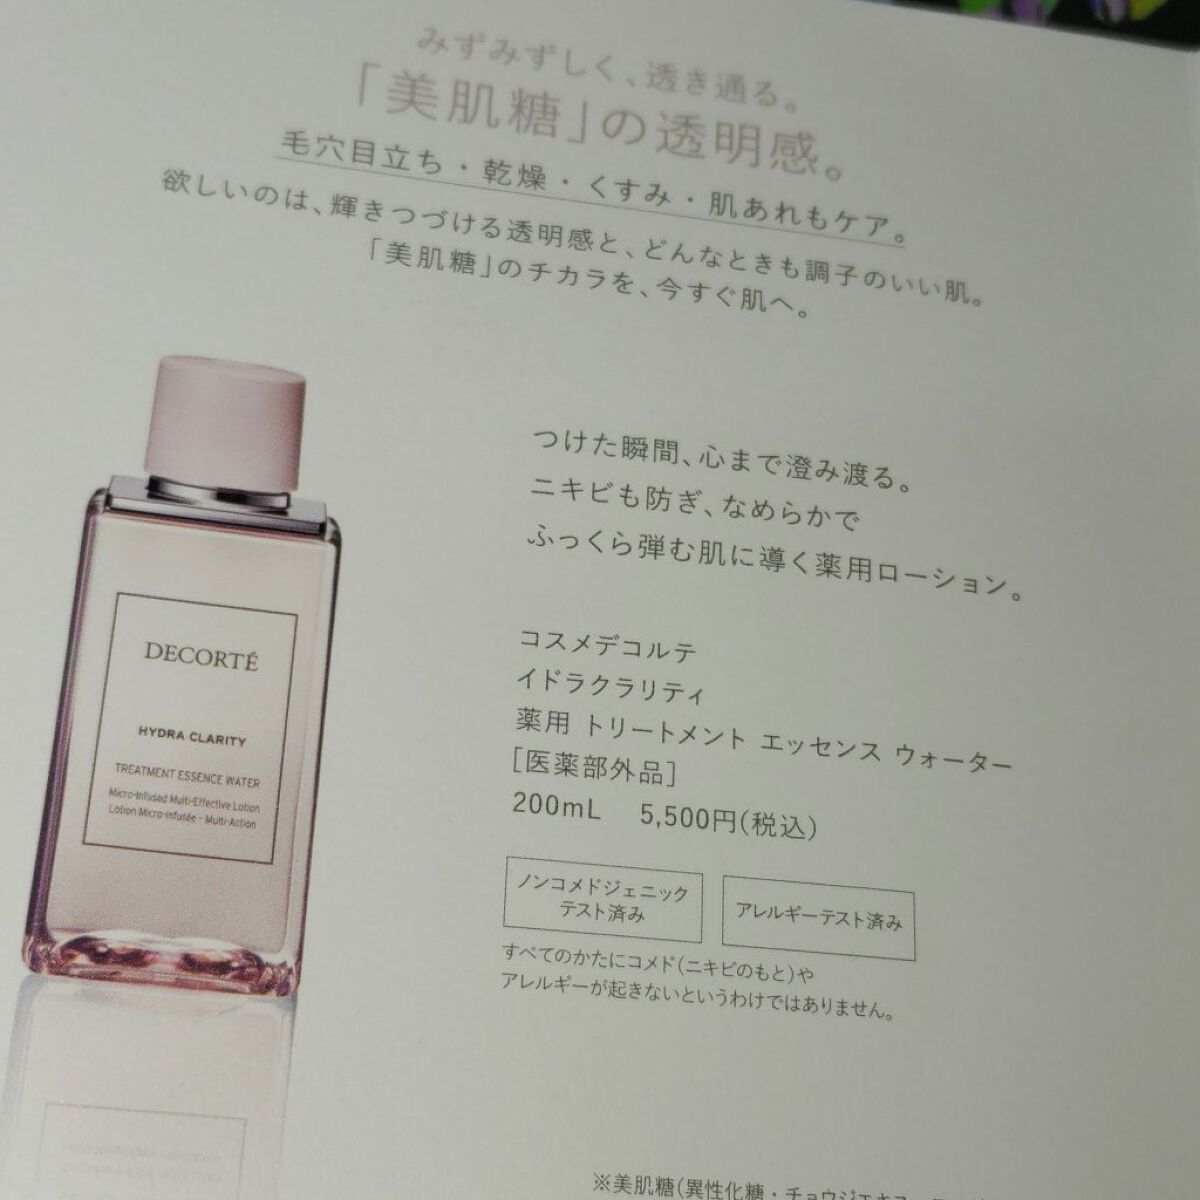 みずみずしく、透き通る。
「美肌糖」の透明感。
毛穴目立ち・乾燥・くすみ・肌あれもケア。
欲しいのは、輝きつづける透明感と、どんなときも調子のいい肌。
「美肌糖」のチカラを、今すぐ肌へ。
つけた瞬間、心まで澄み渡る。
ニキビも防ぎ、なめらかで
ふっくら弾む肌に導く薬用ローション。
コスメデコルテ
イドラクラリティ
薬用 トリートメント エッセンス ウォーター
[医薬部外品]
200mL 5,500円(税込)
ノンコメドジェニック
テスト済み
アレルギーテスト済み
すべてのかたにコメド(ニキビのもと)や
アレルギーが起きないというわけではありません。
DECORTÉ
HYDRA CLARITY
TREATMENT ESSENCE WATER
Micro-Infused Multi-Effective Lotion
Lotion Micro-infusée - Multi-Action
※美肌糖(異性化糖・チョウジエキス